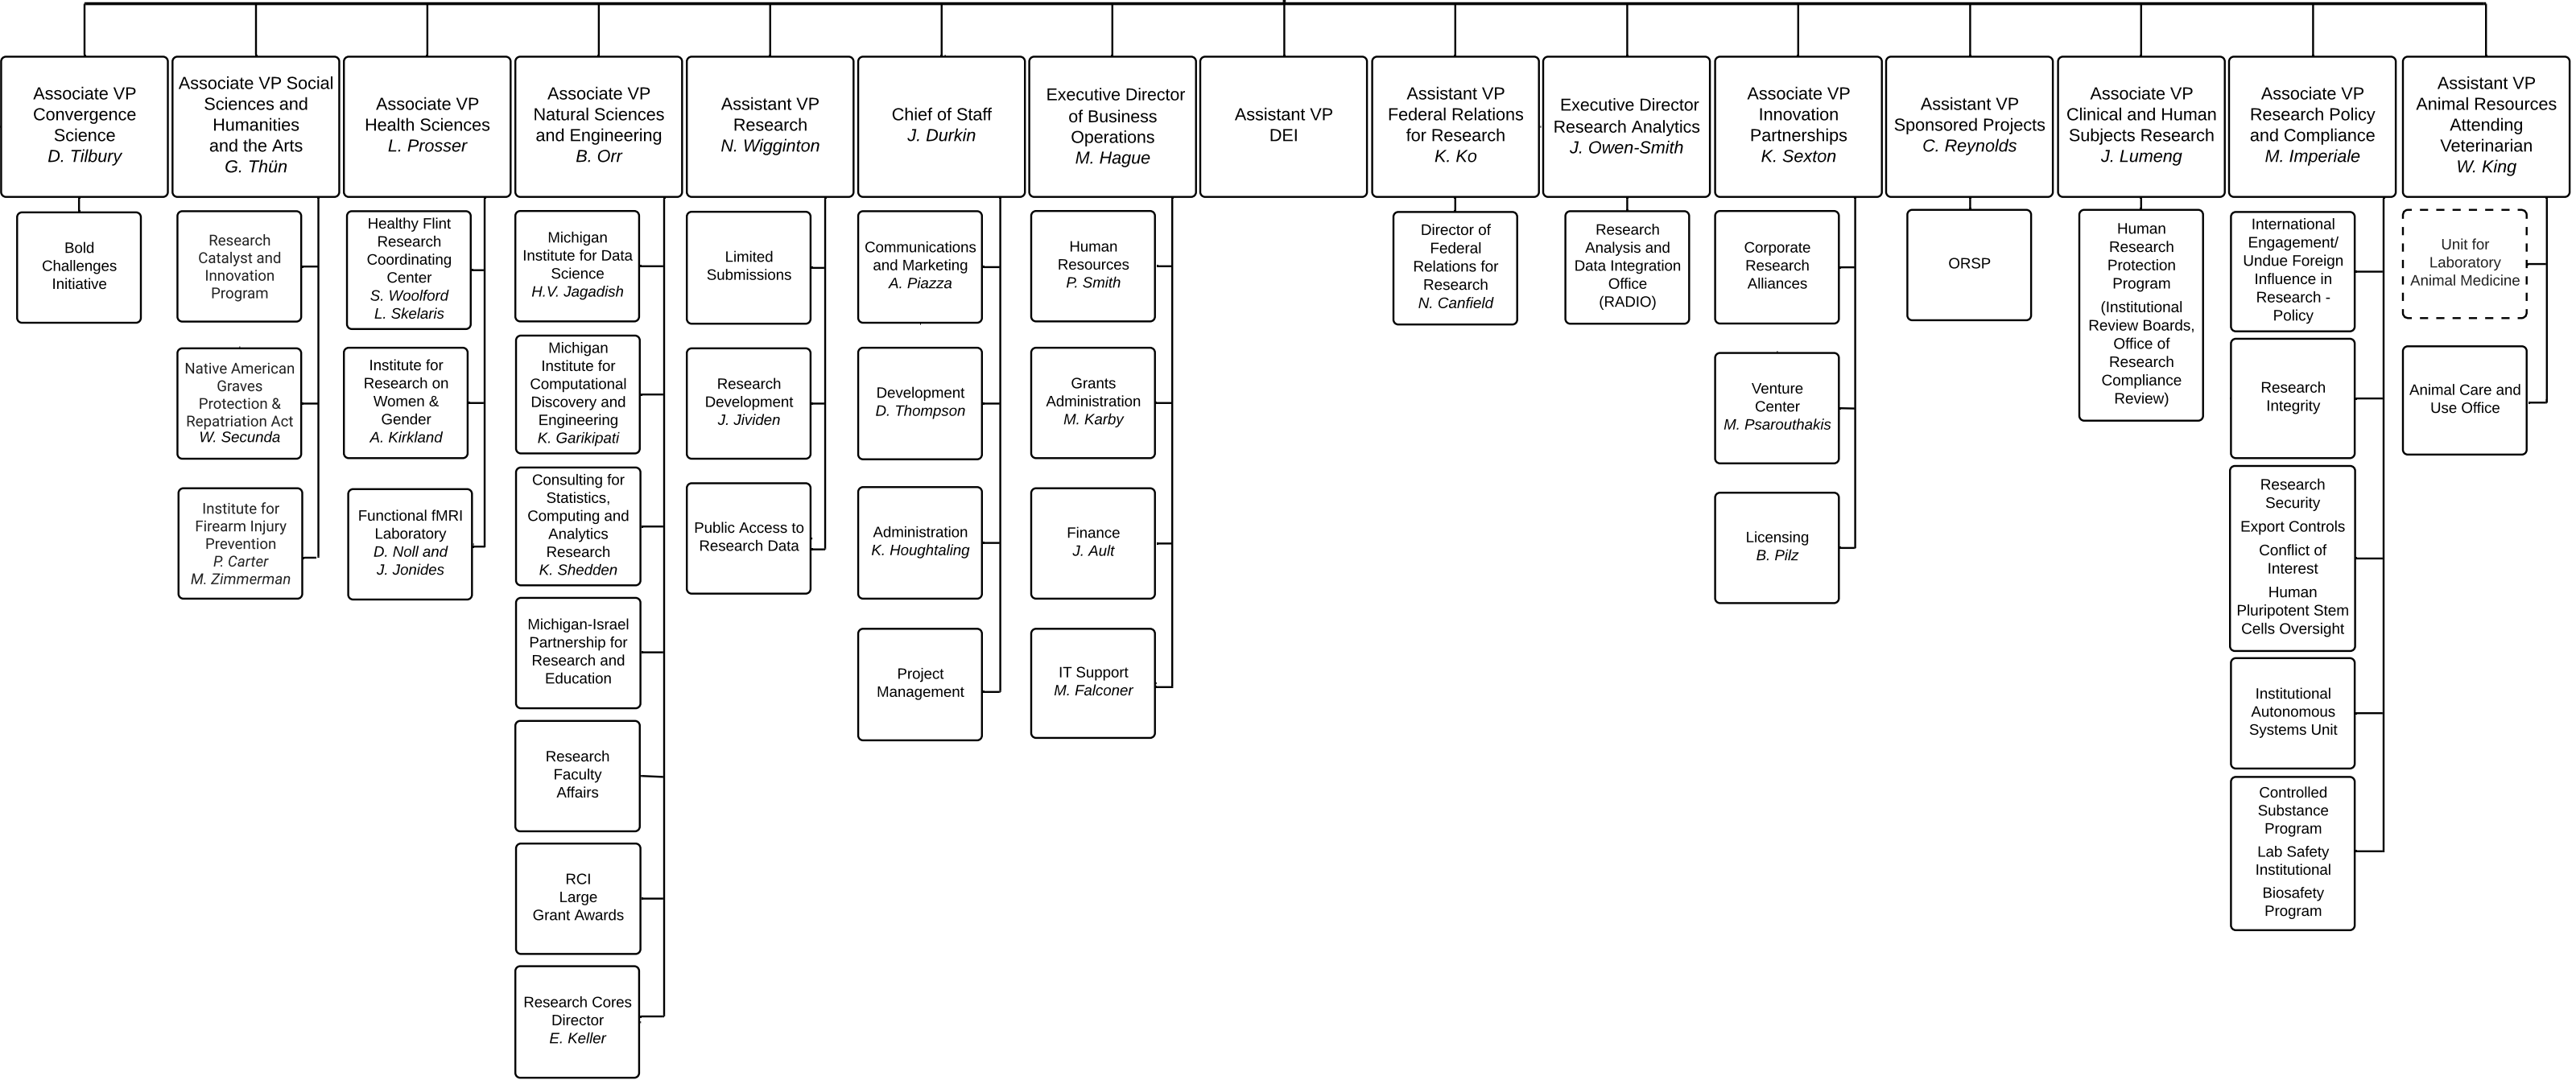 Associate VP
Convergence
Science
D. Tilbury
Associate VP Social
Sciences and
Humanities
and the Arts
G. Thün
Associate VP
Health Sciences
L. Prosser
Associate VP
Natural Sciences
and Engineering
B. Orr
Assistant VP
Research
N. Wigginton
Chief of Staff
J. Durkin
Executive Director
of Business
Operations
M. Hague
Assistant VP
DEI
Assistant VP
Federal Relations
for Research
K. Ko
Executive Director
Research Analytics
J. Owen-Smith
Associate VP
Innovation
Partnerships
K. Sexton
Assistant VP
Sponsored Projects
C. Reynolds
Associate VP
Clinical and Human
Subjects Research
J. Lumeng
Associate VP
Research Policy
and Compliance
M. Imperiale
Assistant VP
Animal Resources
Attending
Veterinarian
W. King
Bold
Challenges
Initiative
Research
Catalyst and
Innovation
Program
Native American
Graves
Protection &
Repatriation Act
W. Secunda
Institute for
Firearm Injury
Prevention
P. Carter
M. Zimmerman
Healthy Flint
Research
Coordinating
Center
S. Woolford
L. Skelaris
Institute for
Research on
Women &
Gender
A. Kirkland
Functional fMRI
Laboratory
D. Noll and
J. Jonides
Michigan
Institute for Data
Science
H.V. Jagadish
Michigan
Institute for
Computational
Discovery and
Engineering
K. Garikipati
Consulting for
Statistics,
Computing and
Analytics
Research
K. Shedden
Michigan-Israel
Partnership for
Research and
Education
Research
Faculty
Affairs
RCI
Large
Grant Awards
Research Cores
Director
E. Keller
Limited
Submissions
Research
Development
J. Jividen
Public Access to
Research Data
Communications
and Marketing
A. Piazza
Development
D. Thompson
Administration
K. Houghtaling
Project
Management
Human
Resources
P. Smith
Grants
Administration
M. Karby
Finance
J. Ault
IT Support
M. Falconer
Director of
Federal
Relations for
Research
N. Canfield
Research
Analysis and
Data Integration
Office
(RADIO)
Corporate
Research
Alliances
Venture
Center
M. Psarouthakis
Licensing
B. Pilz
ORSP
Human
Research
Protection
Program
(Institutional
Review Boards,
Office of
Research
Compliance
Review)
International
Engagement/
Undue Foreign
Influence in
Research -
Policy
Research
Integrity
Research
Security
Export Controls
Conflict of
Interest
Human
Pluripotent Stem
Cells Oversight
Institutional
Autonomous
Systems Unit
Controlled
Substance
Program
Lab Safety
Institutional
Biosafety
Program
Unit for
Laboratory
Animal Medicine
Animal Care and
Use Office